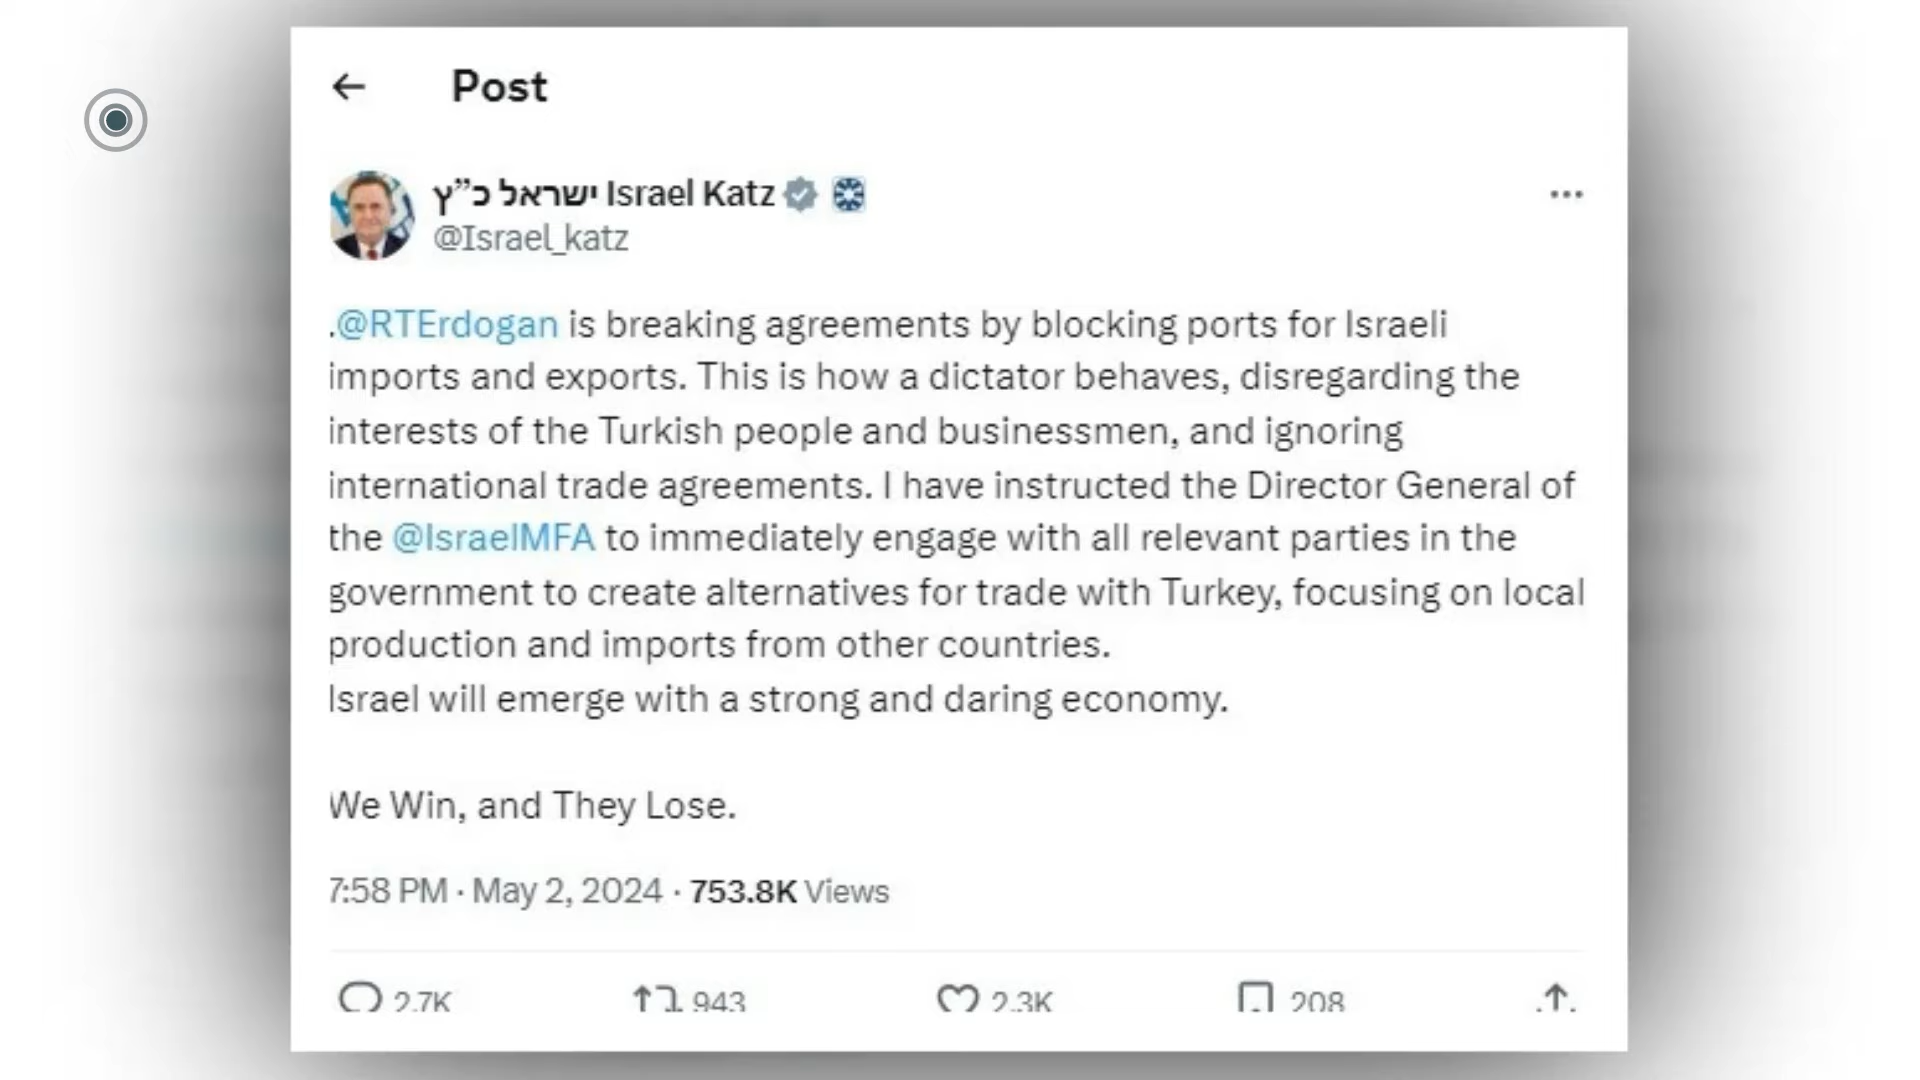 Post
ישראל כ”ץ Israel Katz
@Israel_katz
.@RTErdogan is breaking agreements by blocking ports for Israeli
imports and exports. This is how a dictator behaves, disregarding the
interests of the Turkish people and businessmen, and ignoring
international trade agreements. I have instructed the Director General of
the @IsraelMFA to immediately engage with all relevant parties in the
government to create alternatives for trade with Turkey, focusing on local
production and imports from other countries.
Israel will emerge with a strong and daring economy.
We Win, and They Lose.
7:58 PM · May 2, 2024 · 753.8K Views
2.7K 943 2.3K 208